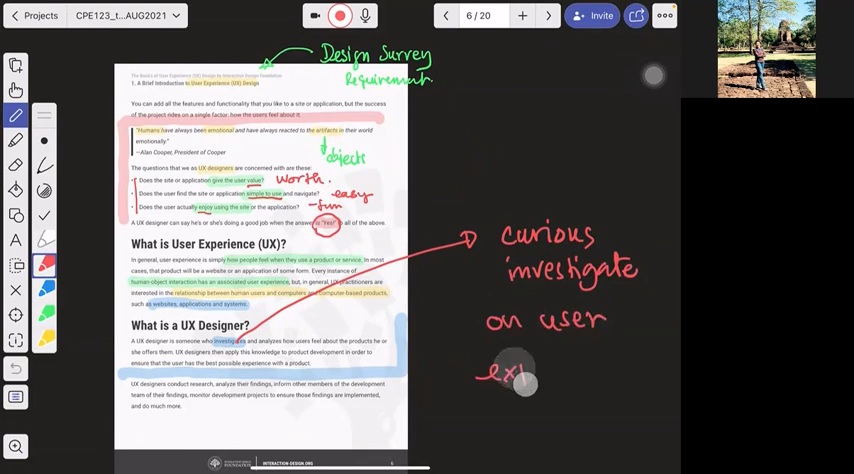 Projects
CPE123_t...AUG2021
6 / 20
Invite
Design Survey
Requirement.
The Basics of User Experience (UX) Design by Interaction Design Foundation
1. A Brief Introduction to User Experience (UX) Design
You can add all the features and functionality that you like to a site or application, but the success
of the project rides on a single factor: how the users feel about it.
"Humans have always been emotional and have always reacted to the artifacts in their world
emotionally."
—Alan Cooper, President of Cooper
objects
The questions that we as UX designers are concerned with are these:
• Does the site or application give the user value?
worth.
• Does the user find the site or application simple to use and navigate?
easy
• Does the user actually enjoy using the site or the application?
fun
A UX designer can say he's or she's doing a good job when the answer is "Yes!" to all of the above.
What is User Experience (UX)?
In general, user experience is simply how people feel when they use a product or service. In most
cases, that product will be a website or an application of some form. Every instance of
human-object interaction has an associated user experience, but, in general, UX practitioners are
interested in the relationship between human users and computers and computer-based products,
such as websites, applications and systems.
What is a UX Designer?
A UX designer is someone who investigates and analyzes how users feel about the products he or
she offers them. UX designers then apply this knowledge to product development in order to
ensure that the user has the best possible experience with a product.
UX designers conduct research, analyze their findings, inform other members of the development
team of their findings, monitor development projects to ensure those findings are implemented,
and do much more.
curious
investigate
on user
exp
INTERACTION DESIGN
FOUNDATION
INTERACTION-DESIGN.ORG
6